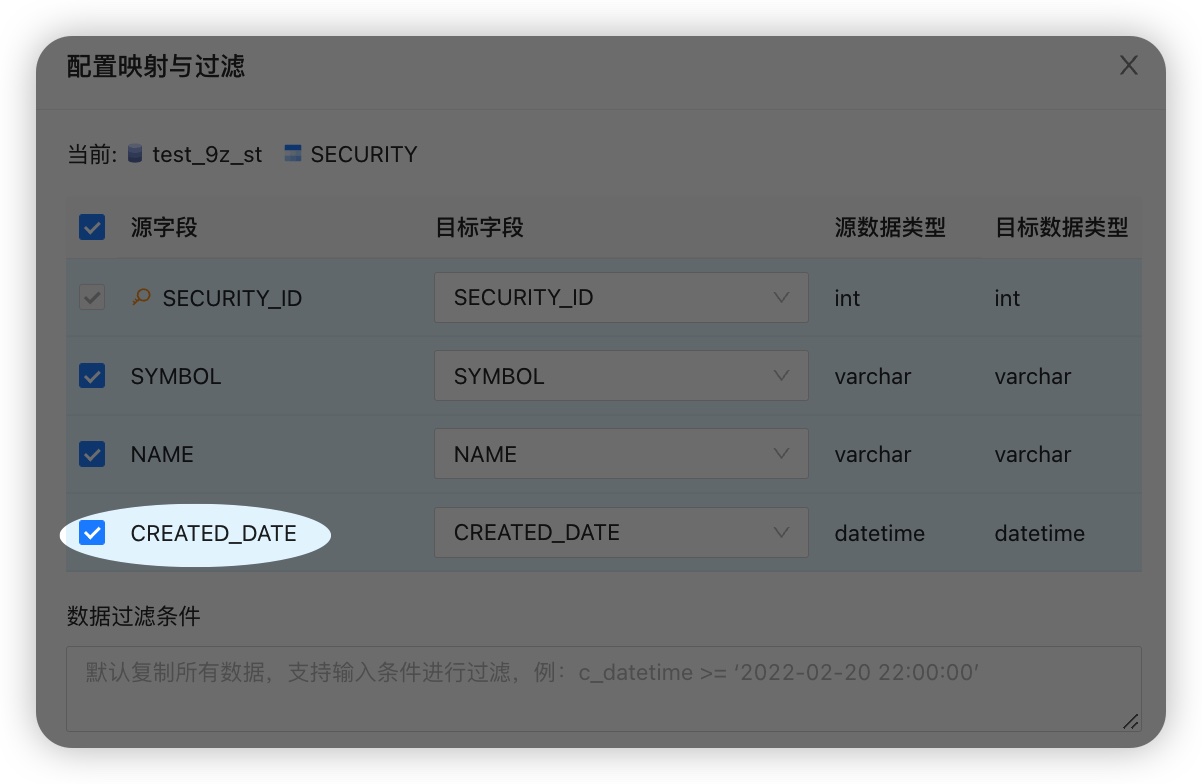 配置映射与过滤
当前: test_9z_st SECURITY
源字段 目标字段 源数据类型 目标数据类型
SECURITY_ID SECURITY_ID int int
SYMBOL SYMBOL varchar varchar
NAME NAME varchar varchar
CREATED_DATE CREATED_DATE datetime datetime
数据过滤条件
默认复制所有数据，支持输入条件进行过滤，例：c_datetime >= ‘2022-02-20 22:00:00’